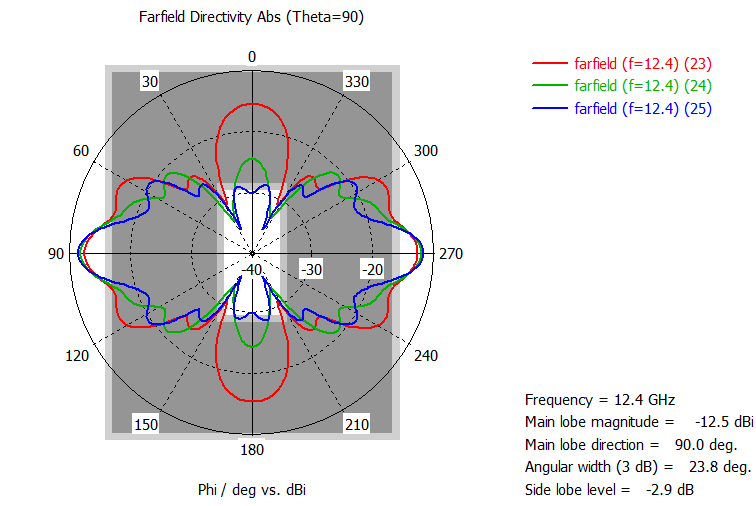 Farfield Directivity Abs (Theta=90)
0
30
330
farfield (f=12.4) (23)
farfield (f=12.4) (24)
farfield (f=12.4) (25)
60
300
90
-40
-30
-20
270
120
240
150
210
180
Phi / deg vs. dBi
Frequency = 12.4 GHz
Main lobe magnitude = -12.5 dBi
Main lobe direction = 90.0 deg.
Angular width (3 dB) = 23.8 deg.
Side lobe level = -2.9 dB